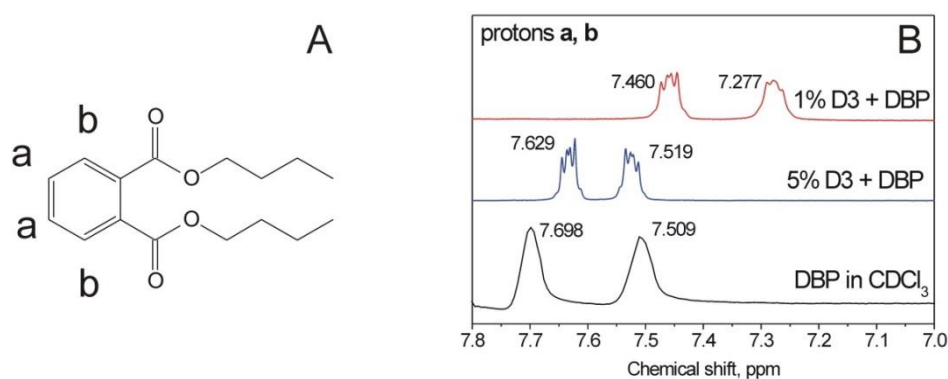 A
b
a
a
b
O
O
O
O
B
protons a, b
7.460
7.277
1% D3 + DBP
7.629
7.519
5% D3 + DBP
7.698
7.509
DBP in CDCl₃
7.8 7.7 7.6 7.5 7.4 7.3 7.2 7.1 7.0
Chemical shift, ppm